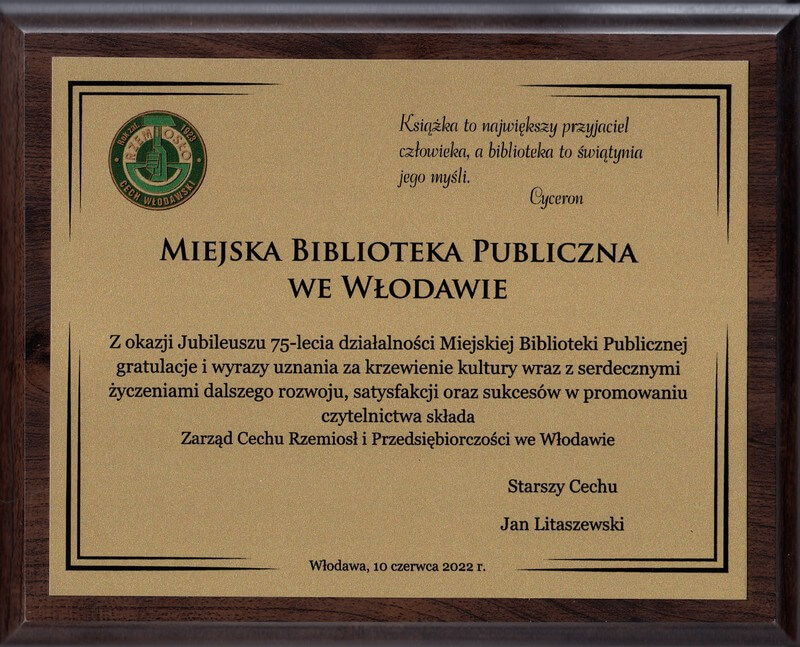 Rok zał. 1929
RZEMIOSŁO
CECH WŁODAWSKI
Książka to największy przyjaciel
człowieka, a biblioteka to świątynia
jego myśli.
Cyceron
MIEJSKA BIBLIOTEKA PUBLICZNA
WE WŁODAWIE
Z okazji Jubileuszu 75-lecia działalności Miejskiej Biblioteki Publicznej
gratulacje i wyrazy uznania za krzewienie kultury wraz z serdecznymi
życzeniami dalszego rozwoju, satysfakcji oraz sukcesów w promowaniu
czytelnictwa składa
Zarząd Cechu Rzemiosł i Przedsiębiorczości we Włodawie
Starszy Cechu
Jan Litaszewski
Włodawa, 10 czerwca 2022 r.